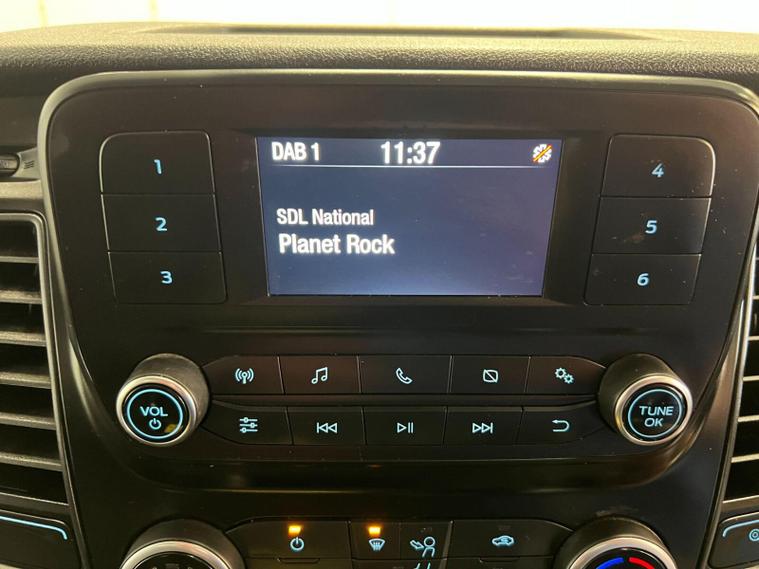 DAB 1 11:37
SDL National
Planet Rock
1
2
3
4
5
6
VOL
TUNE
OK